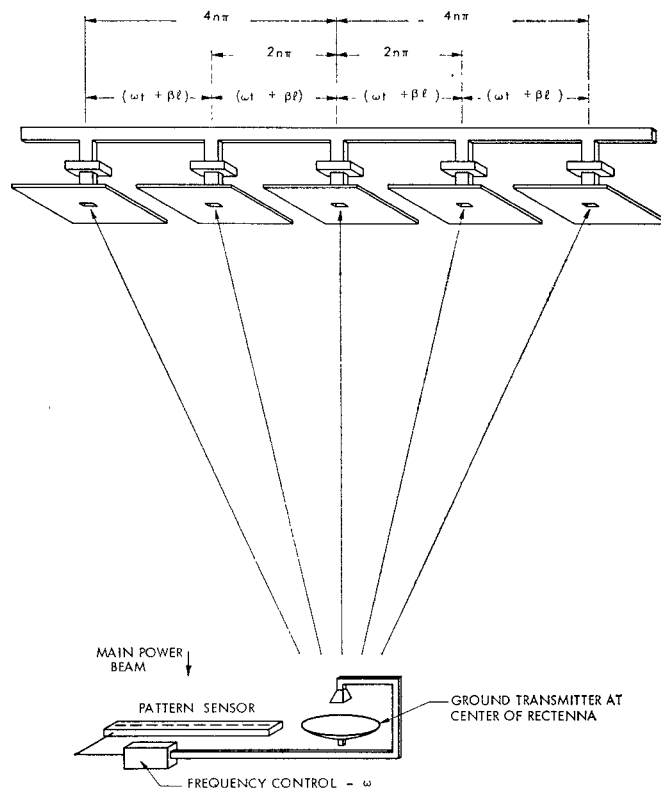 4nπ 4nπ
2nπ 2nπ
(ωt + βℓ) (ωt + βℓ) (ωt + βℓ) (ωt + βℓ)
MAIN POWER
BEAM
PATTERN SENSOR
GROUND TRANSMITTER AT
CENTER OF RECTENNA
FREQUENCY CONTROL - ω